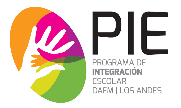 PIE
PROGRAMA DE
INTEGRACIÓN
ESCOLAR
DAEM | LOS ANDES